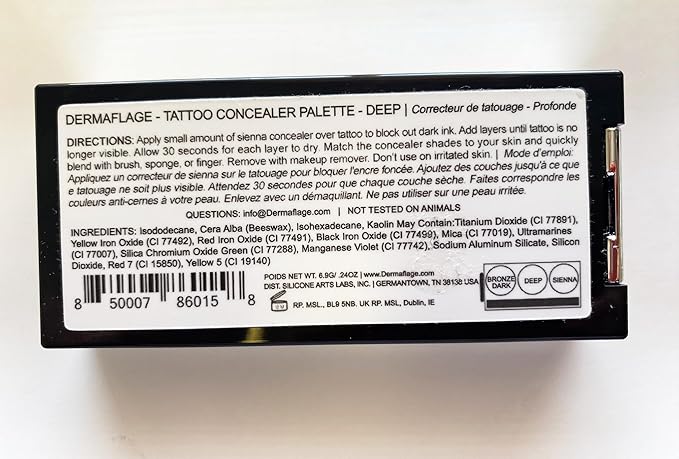 DERMAFLAGE - TATTOO CONCEALER PALETTE - DEEP | Correcteur de tatouage - Profonde
DIRECTIONS: Apply small amount of sienna concealer over tattoo to block out dark ink. Add layers until tattoo is no
longer visible. Allow 30 seconds for each layer to dry. Match the concealer shades to your skin and quickly
blend with brush, sponge, or finger. Remove with makeup remover. Don't use on irritated skin. | Mode d'emploi:
Appliquez un correcteur de sienna sur le tatouage pour bloquer l'encre foncée. Ajoutez des couches jusqu'à ce qu
e tatouage ne soit plus visible. Attendez 30 secondes pour que chaque couche sèche. Faites correspondre les
couleurs anti-cernes à votre peau. Enlevez avec un démaquillant. Ne pas utiliser sur une peau irritée.
QUESTIONS: info@Dermaflage.com | NOT TESTED ON ANIMALS
INGREDIENTS: Isododecane, Cera Alba (Beeswax), Isohexadecane, Kaolin May Contain:Titanium Dioxide (CI 77891),
Yellow Iron Oxide (CI 77492), Red Iron Oxide (CI 77491), Black Iron Oxide (CI 77499), Mica (CI 77019), Ultramarines
(CI 77007), Silica Chromium Oxide Green (CI 77288), Manganese Violet (CI 77742), Sodium Aluminum Silicate, Silicon
Dioxide, Red 7 (CI 15850), Yellow 5 (CI 19140)
8 50007 86015 8
POIDS NET WT. 6.9G/ .24OZ | www.Dermaflage.com
DIST. SILICONE ARTS LABS, INC. | GERMANTOWN, TN 38138 USA
RP. MSL., BL9 5NB. UK RP. MSL, Dublin, IE
BRONZE DARK
DEEP
SIENNA